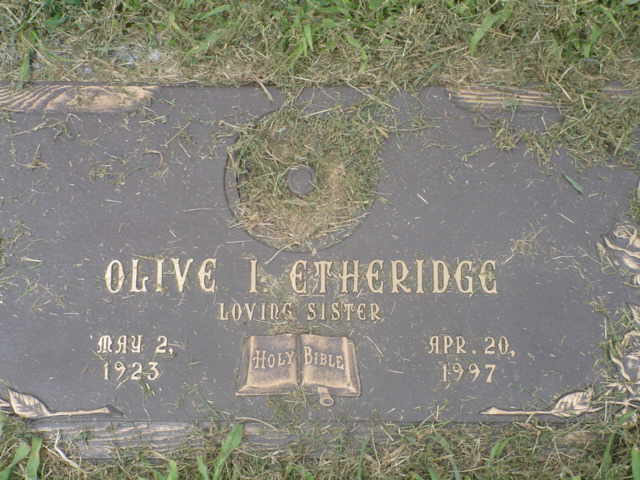 OLIVE I. ETHERIDGE
LOVING SISTER
MAY 2, 1923
HOLY BIBLE
APR. 20, 1997